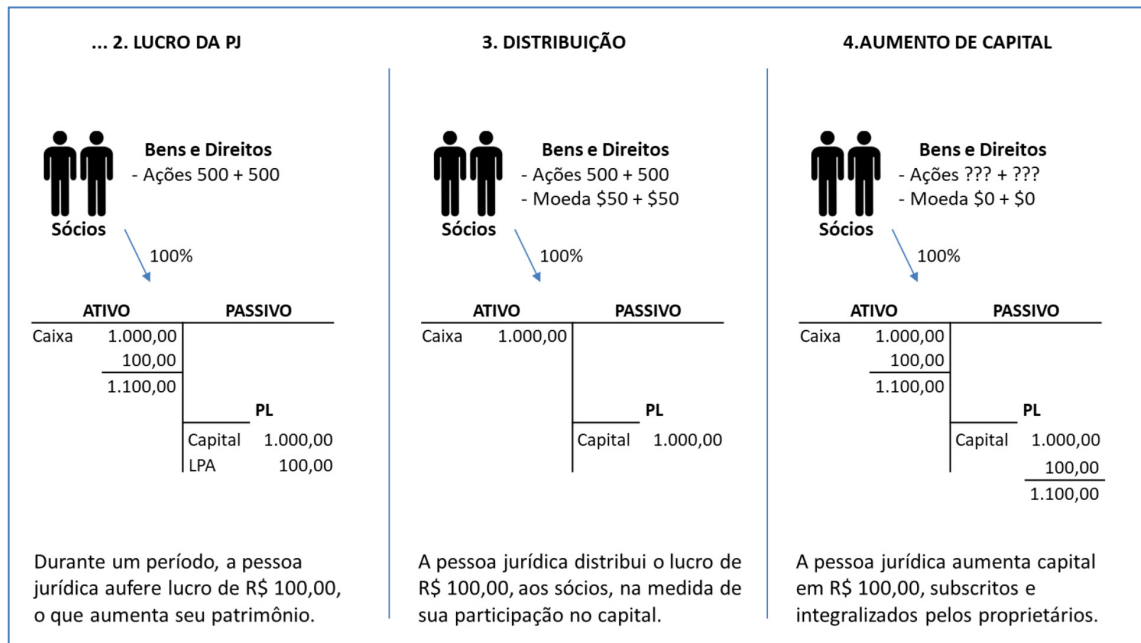 ... 2. LUCRO DA PJ
Bens e Direitos
- Ações 500 + 500
Sócios
100%
ATIVO PASSIVO
Caixa 1.000,00
100,00
1.100,00
PL
Capital 1.000,00
LPA 100,00
Durante um período, a pessoa
jurídica aufere lucro de R$ 100,00,
o que aumenta seu patrimônio.
3. DISTRIBUIÇÃO
Bens e Direitos
- Ações 500 + 500
- Moeda $50 + $50
Sócios
100%
ATIVO PASSIVO
Caixa 1.000,00
PL
Capital 1.000,00
A pessoa jurídica distribui o lucro de
R$ 100,00, aos sócios, na medida de
sua participação no capital.
4.AUMENTO DE CAPITAL
Bens e Direitos
- Ações ??? + ???
- Moeda $0 + $0
Sócios
100%
ATIVO PASSIVO
Caixa 1.000,00
100,00
1.100,00
PL
Capital 1.000,00
100,00
1.100,00
A pessoa jurídica aumenta capital
em R$ 100,00, subscritos e
integralizados pelos proprietários.